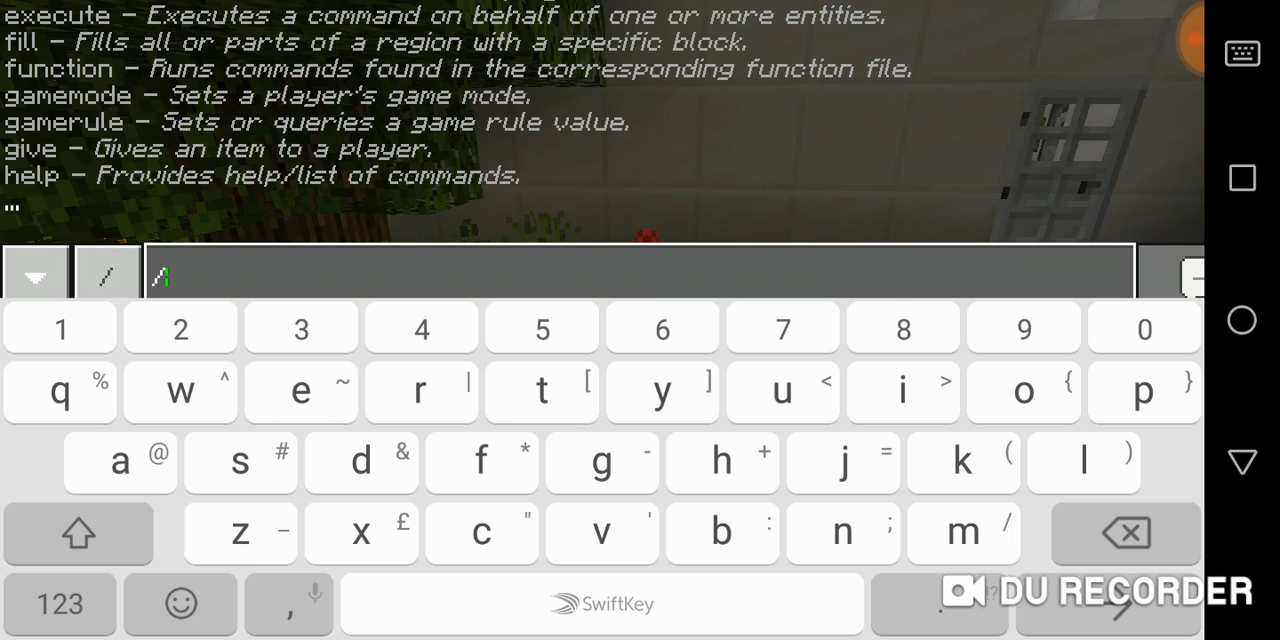 execute – Executes a command on behalf of one or more entities.
fill – Fills all or parts of a region with a specific block.
function – Runs commands found in the corresponding function file.
gamemode – Sets a player's game mode.
gamerule – Sets or queries a game rule value.
give – Gives an item to a player.
help – Provides help/list of commands.
...
/ /
1 2 3 4 5 6 7 8 9 0
q % w ^ e ~ r | t [ y ] u < i > o { p }
a @ s # d & f * g - h + j = k ( l )
z _ x £ c " v ' b : n ; m /
123 , SwiftKey .
DU RECORDER